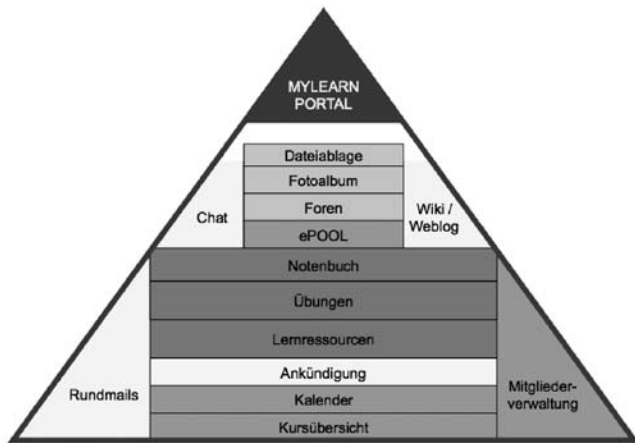 MYLEARN
PORTAL
Dateiablage
Fotoalbum
Foren
ePOOL
Chat
Wiki /
Weblog
Notenbuch
Übungen
Lernressourcen
Ankündigung
Kalender
Kursübersicht
Rundmails
Mitglieder-
verwaltung